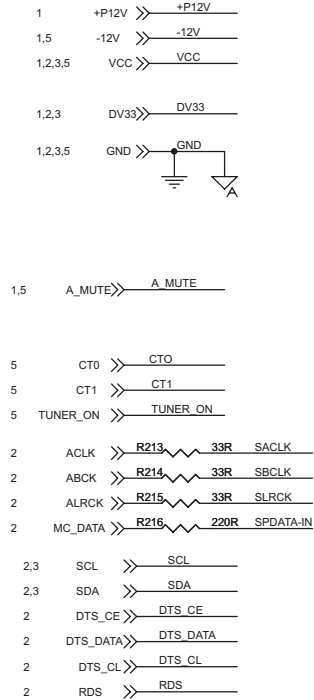 1 +P12V +P12V
1,5 -12V -12V
1,2,3,5 VCC VCC
1,2,3 DV33 DV33
1,2,3,5 GND GND
A
1,5 A_MUTE A_MUTE
5 CT0 CTO
5 CT1 CT1
5 TUNER_ON TUNER_ON
2 ACLK R213 33R SACLK
2 ABCK R214 33R SBCLK
2 ALRCK R215 33R SLRCK
2 MC_DATA R216 220R SPDATA-IN
2,3 SCL SCL
2,3 SDA SDA
2 DTS_CE DTS_CE
2 DTS_DATA DTS_DATA
2 DTS_CL DTS_CL
2 RDS RDS